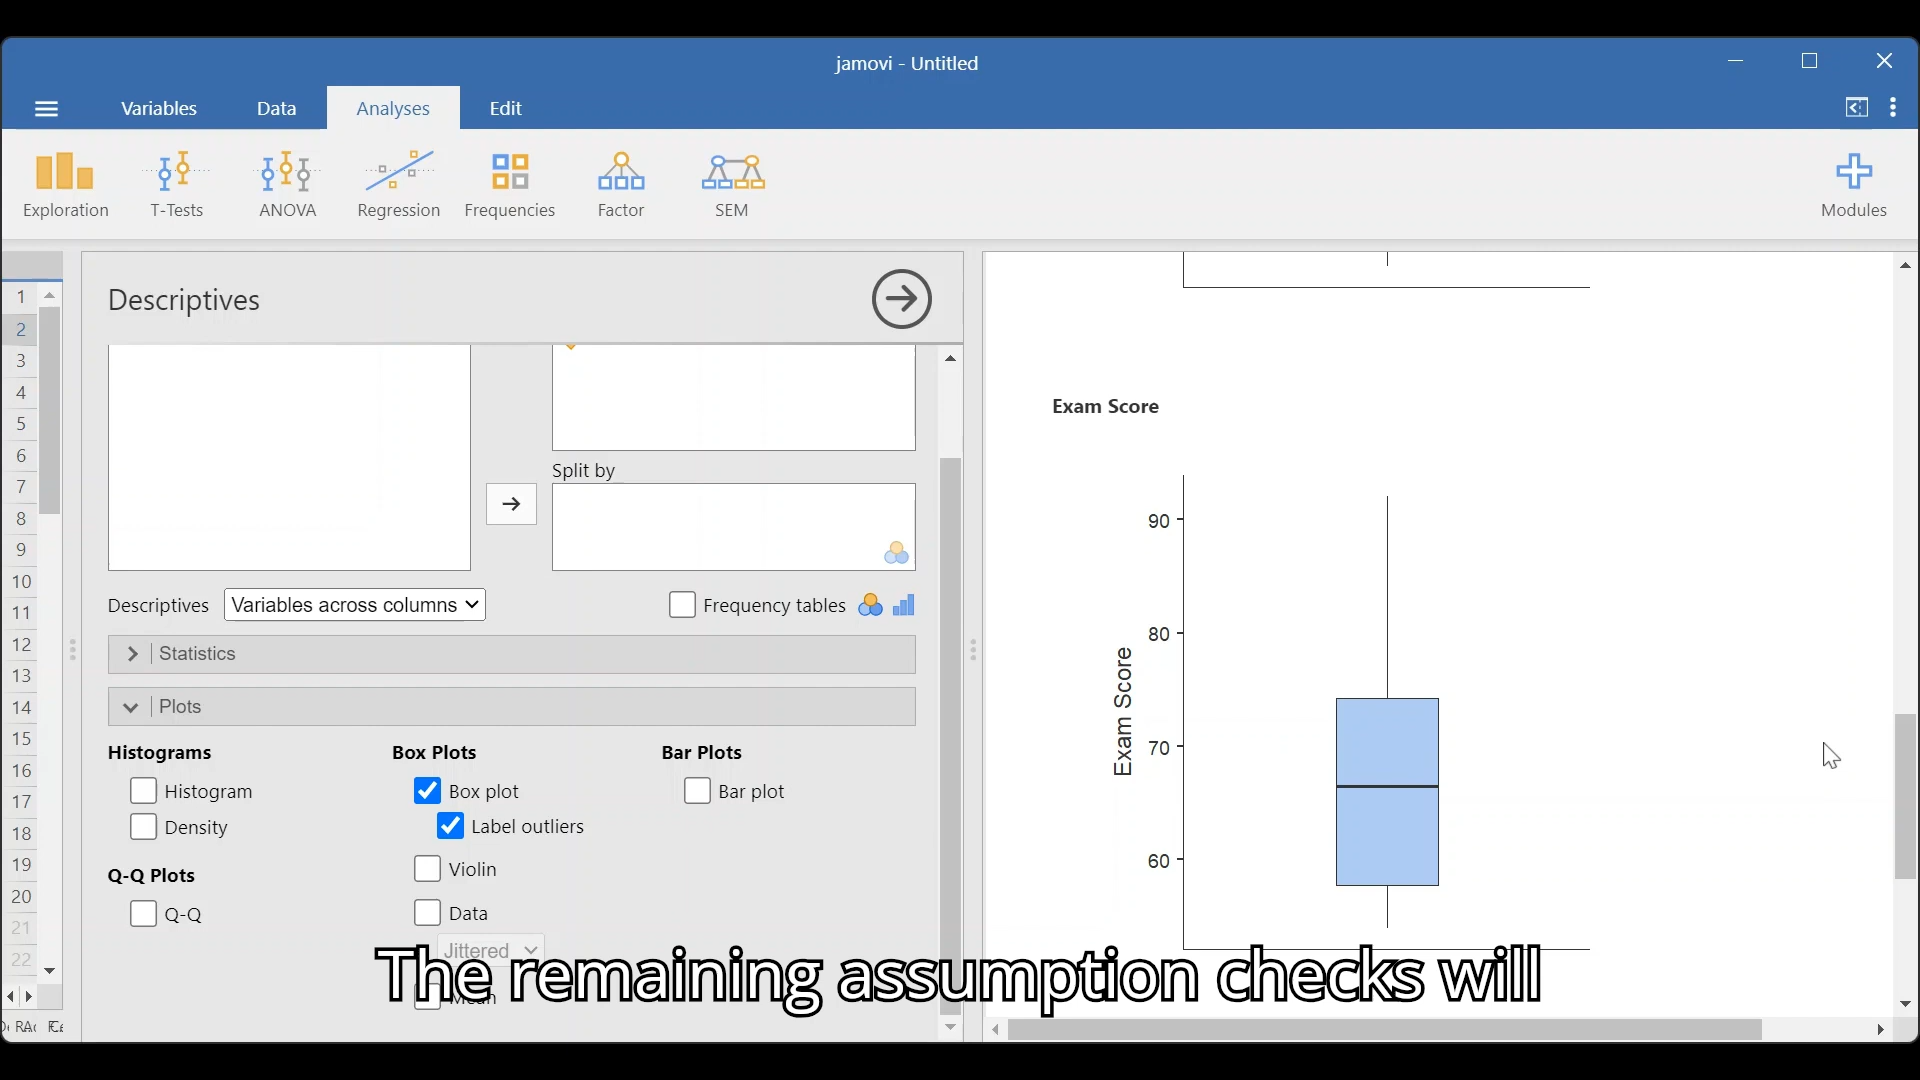 jamovi - Untitled
Variables
Data
Analyses
Edit
Exploration
T-Tests
ANOVA
Regression
Frequencies
Factor
SEM
Modules
1
2
3
4
5
6
7
8
9
10
11
12
13
14
15
16
17
18
19
20
21
22
Descriptives
Split by
Descriptives
Variables across columns
Frequency tables
Statistics
Plots
Histograms
Histogram
Density
Q-Q Plots
Q-Q
Box Plots
Box plot
Label outliers
Violin
Data
Jittered
Mean
Bar Plots
Bar plot
Exam Score
Exam Score
90
80
70
60
The remaining assumption checks will